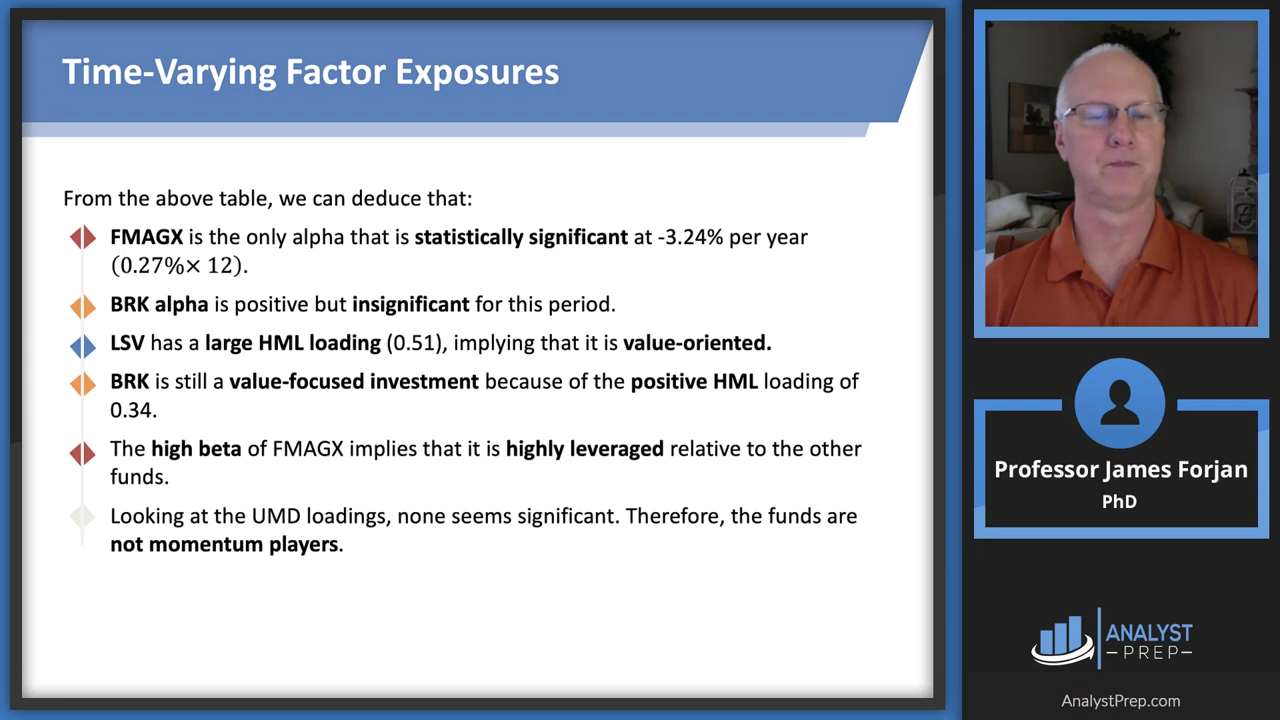 Time-Varying Factor Exposures
From the above table, we can deduce that:
FMAGX is the only alpha that is statistically significant at -3.24% per year
(0.27%× 12).
BRK alpha is positive but insignificant for this period.
LSV has a large HML loading (0.51), implying that it is value-oriented.
BRK is still a value-focused investment because of the positive HML loading of
0.34.
The high beta of FMAGX implies that it is highly leveraged relative to the other
funds.
Looking at the UMD loadings, none seems significant. Therefore, the funds are
not momentum players.
Professor James Forjan
PhD
ANALYST
PREP
AnalystPrep.com